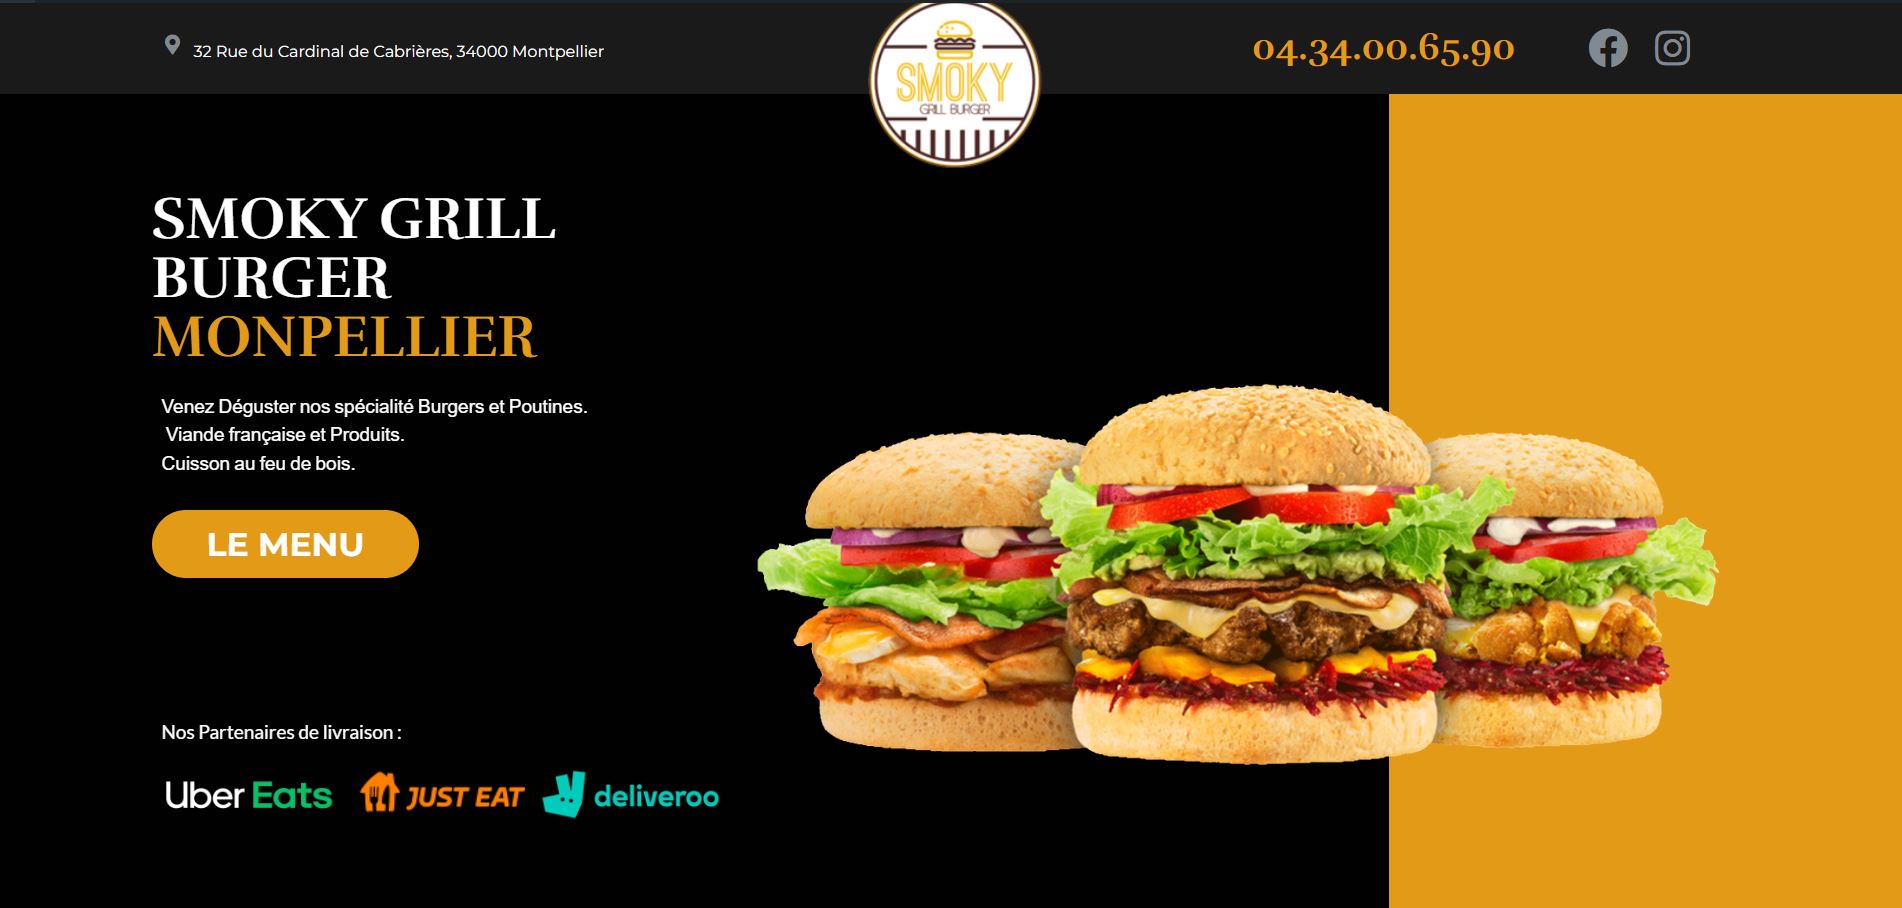 32 Rue du Cardinal de Cabrières, 34000 Montpellier
SMOKY
GRILL BURGER
04.34.00.65.90
SMOKY GRILL
BURGER
MONPELLIER
Venez Déguster nos spécialité Burgers et Poutines.
Viande française et Produits.
Cuisson au feu de bois.
LE MENU
Nos Partenaires de livraison :
Uber Eats
JUST EAT
deliveroo